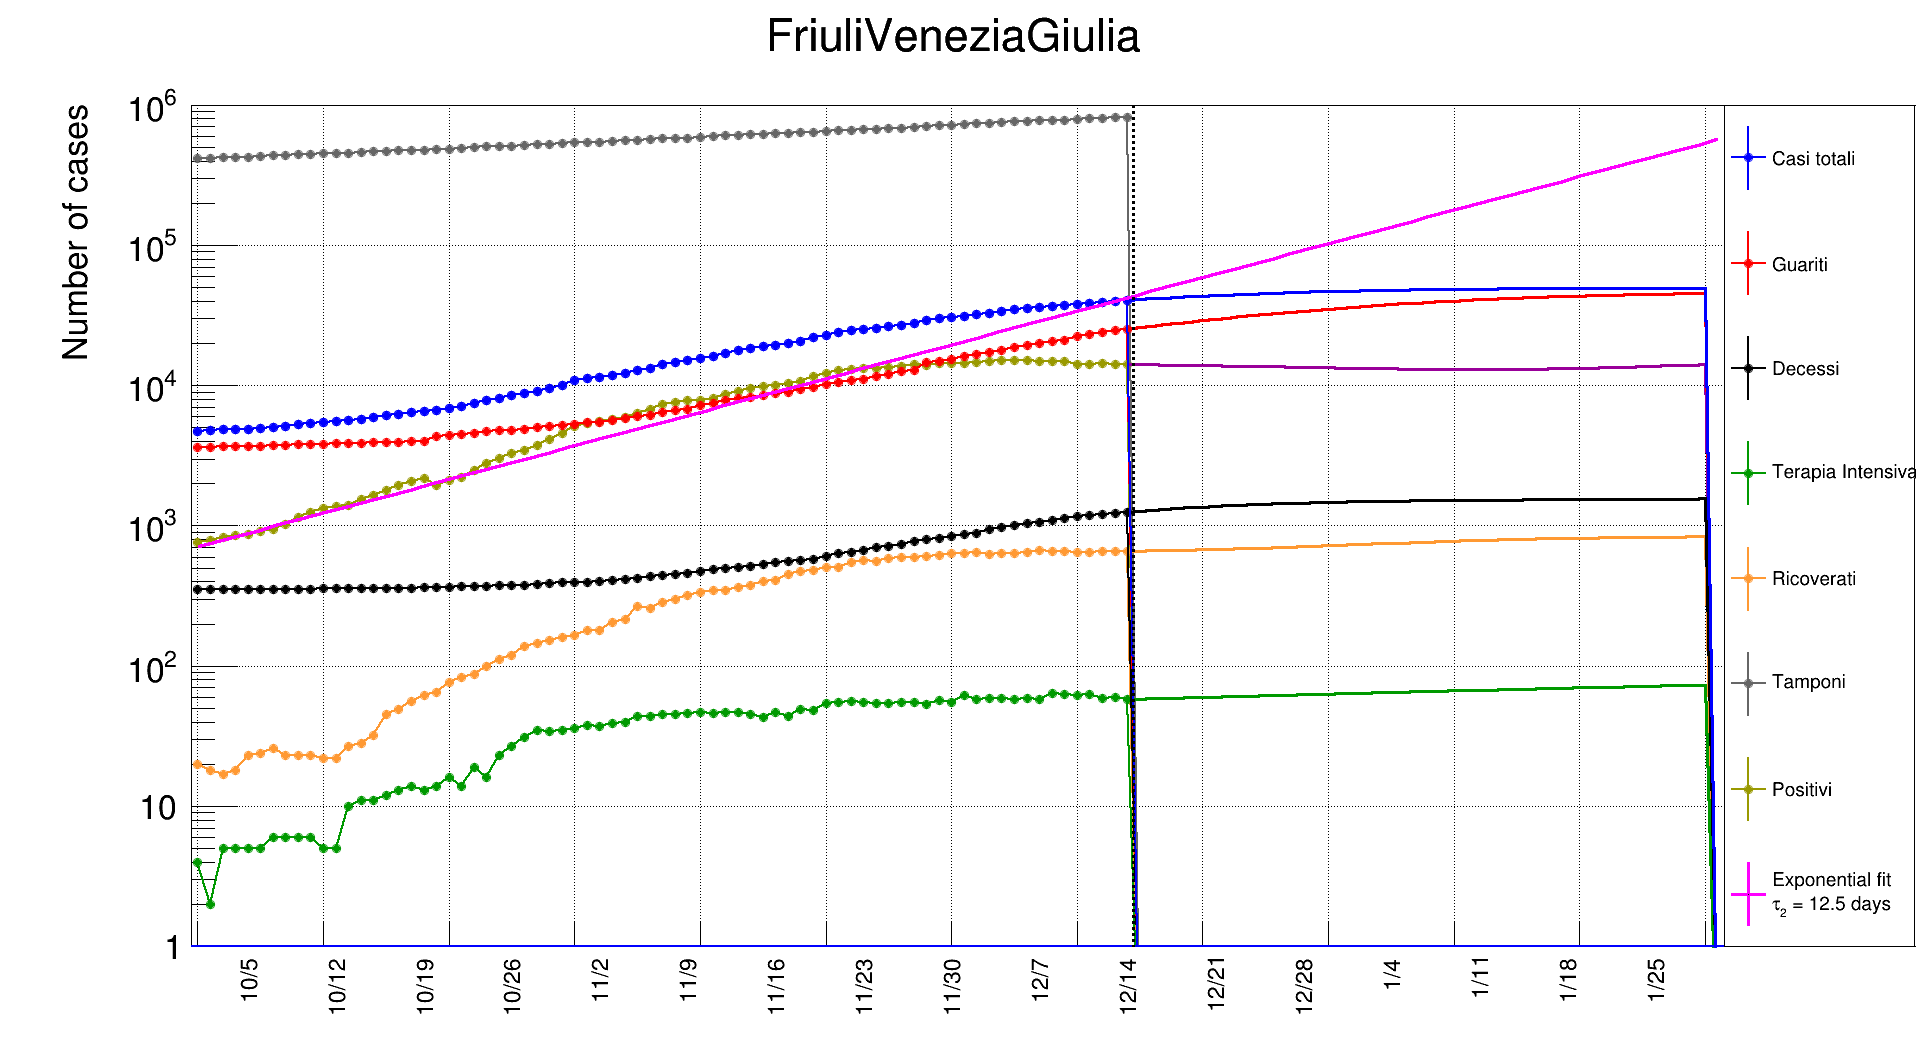 FriuliVeneziaGiulia
Number of cases
10^6
10^5
10^4
10^3
10^2
10
1
10/5
10/12
10/19
10/26
11/2
11/9
11/16
11/23
11/30
12/7
12/14
12/21
12/28
1/4
1/11
1/18
1/25
Casi totali
Guariti
Decessi
Terapia Intensiva
Ricoverati
Tamponi
Positivi
Exponential fit
τ₂ = 12.5 days